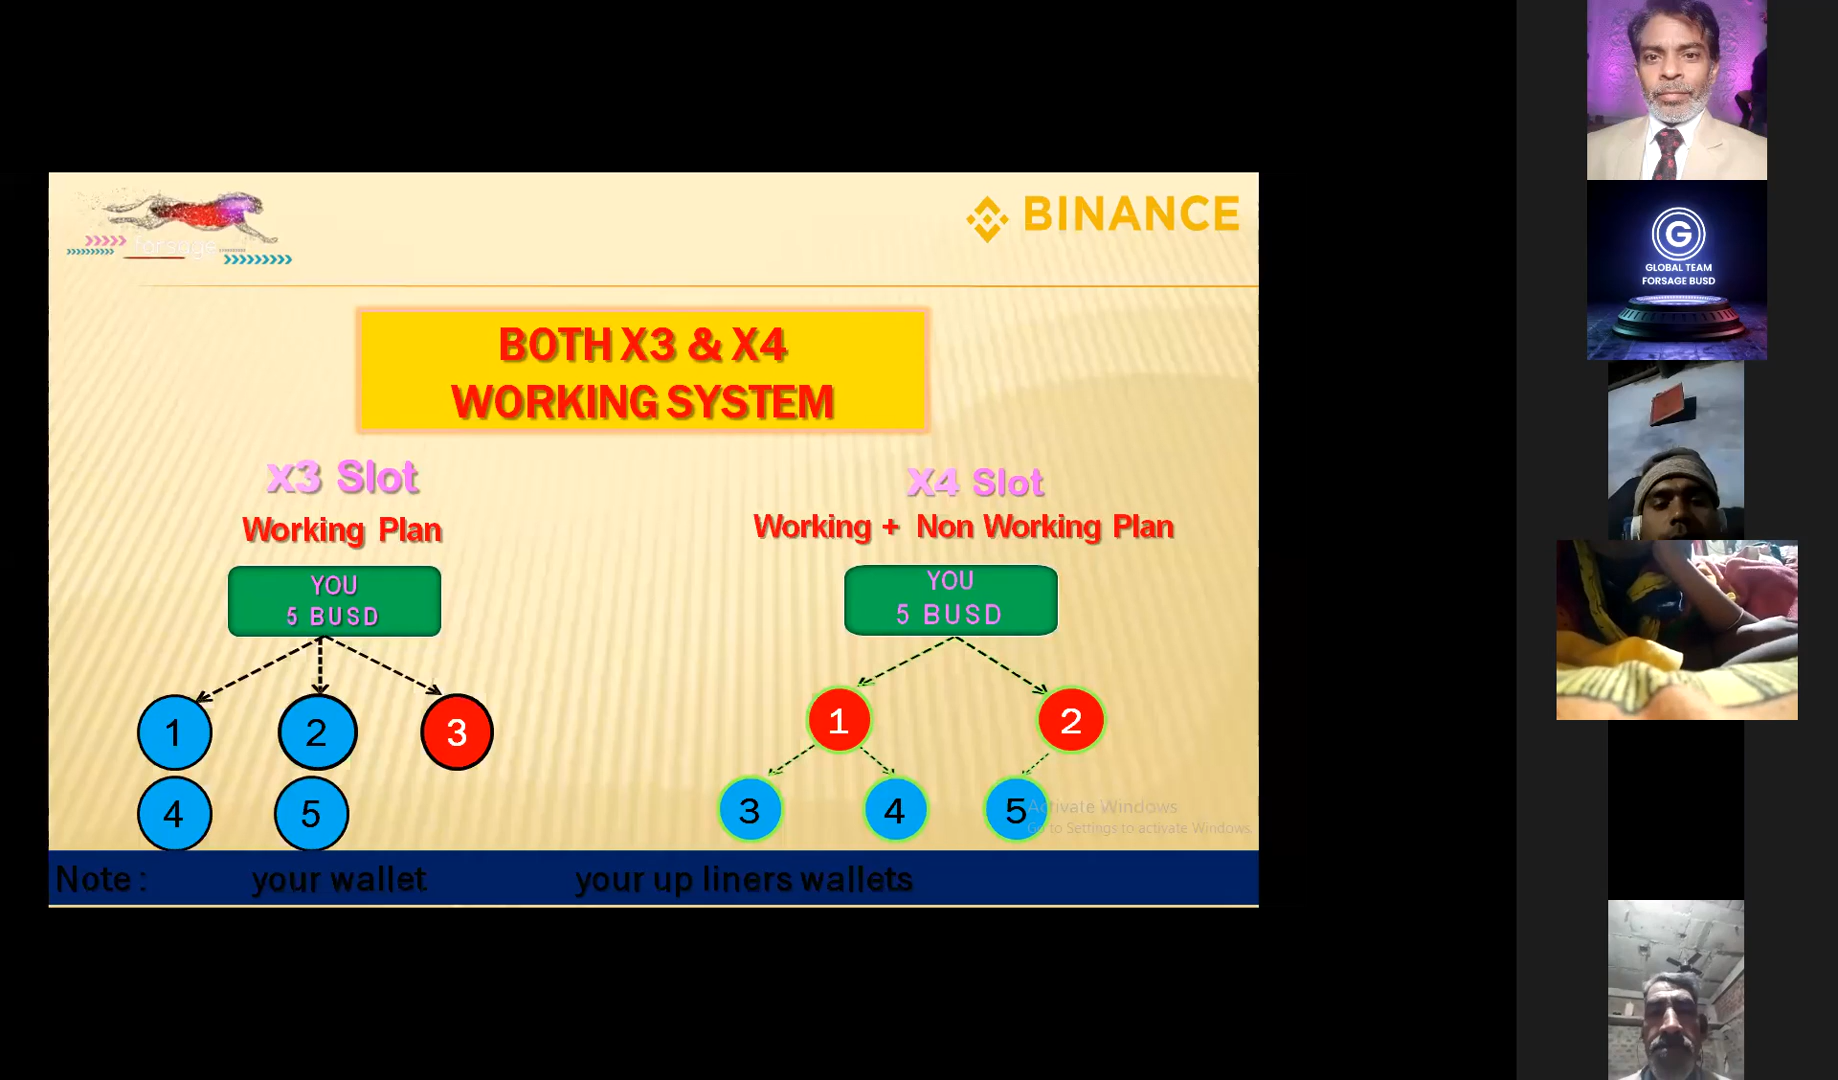 forsage
BINANCE
BOTH X3 & X4
WORKING SYSTEM
x3 Slot
Working Plan
YOU
5 BUSD
1
2
3
4
5
X4 Slot
Working + Non Working Plan
YOU
5 BUSD
1
2
3
4
5
Activate Windows
Go to Settings to activate Windows.
Note : your wallet your up liners wallets
G
GLOBAL TEAM
FORSAGE BUSD